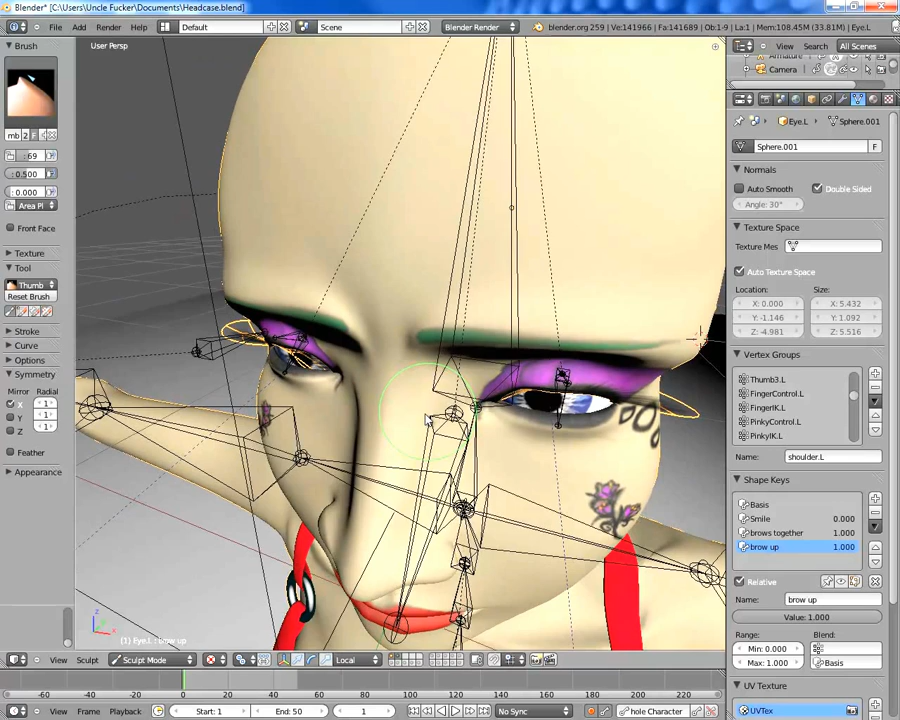 Blender* [C:\Users\Uncle Fucker\Documents\Headcase.blend]
File Add Render Help Default Scene Blender Render blender.org 259 | Ve:141966 | Fa:141689 | Ob:1-9 | La:1 | Mem:108.45M (33.81M) | Eye.L
View Search All Scenes
Armature
Camera
Brush
User Persp
mb 2 F
: 69
: 0.500
: 0.000
Area Pl
Front Face
Texture
Tool
Thumb
Reset Brush
Stroke
Curve
Options
Symmetry
Mirror Radial
X 1
Y 1
Z 1
Feather
Appearance
(1) Eye.L : brow up
Eye.L Sphere.001
Sphere.001 F
Normals
Auto Smooth Double Sided
Angle: 30°
Texture Space
Texture Mes
Auto Texture Space
Location: Size:
X: 0.000 X: 5.432
Y: -1.146 Y: 1.092
Z: -4.981 Z: 5.516
Vertex Groups
Thumb3.L
FingerControl.L
FingerIK.L
PinkyControl.L
PinkyIK.L
Name: shoulder.L
Shape Keys
Basis
Smile 0.000
brows together 1.000
brow up 1.000
Relative
Name: brow up
Value: 1.000
Range: Blend:
Min: 0.000
Max: 1.000 Basis
UV Texture
UVTex
View Sculpt Sculpt Mode Local
-60 -40 -20 0 20 40 60 80 100 120 140 160 180 200 220
View Frame Playback Start: 1 End: 50 1 No Sync hole Character